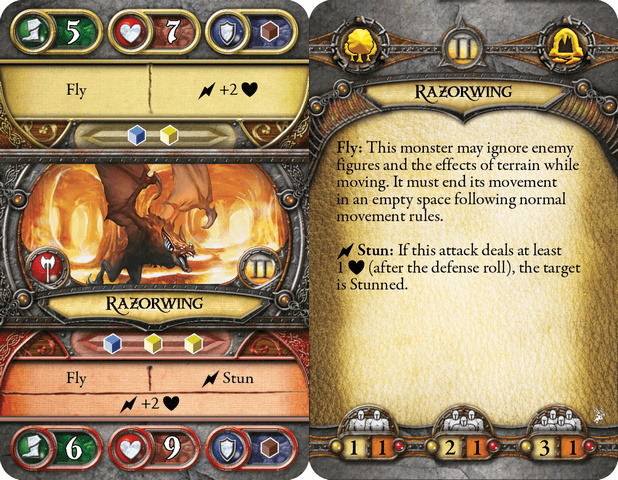 5 7
Fly
+2
RAZORWING
II
Fly
Stun
+2
6 9
II
RAZORWING
Fly: This monster may ignore enemy
figures and the effects of terrain while
moving. It must end its movement
in an empty space following normal
movement rules.
Stun: If this attack deals at least
1 (after the defense roll), the target
is Stunned.
1 1 2 1 3 1